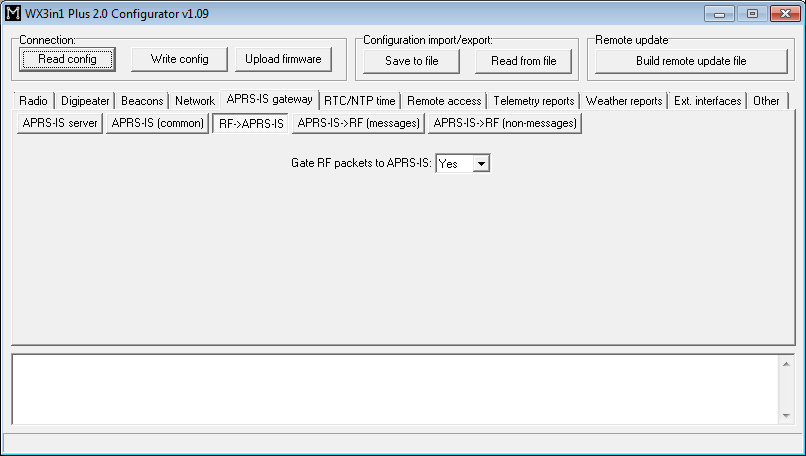 WX3in1 Plus 2.0 Configurator v1.09
Connection: Configuration import/export: Remote update
Read config Write config Upload firmware Save to file Read from file Build remote update file
Radio Digipeater Beacons Network APRS-IS gateway RTC/NTP time Remote access Telemetry reports Weather reports Ext. interfaces Other
APRS-IS server APRS-IS (common) RF->APRS-IS APRS-IS->RF (messages) APRS-IS->RF (non-messages)
Gate RF packets to APRS-IS: Yes